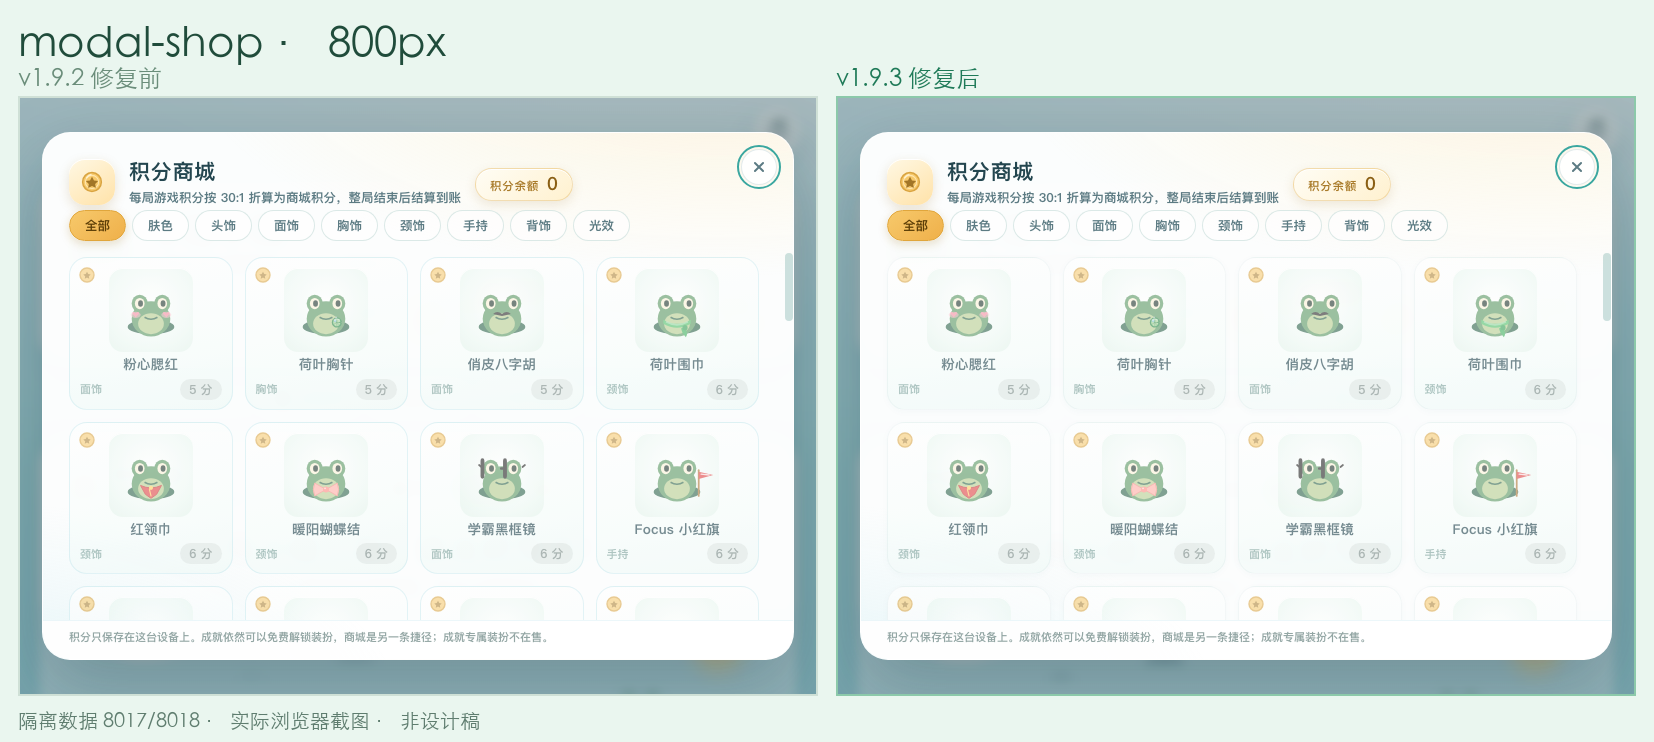 modal-shop · 800px
v1.9.2 修复前
积分商城
每局游戏积分按 30:1 折算为商城积分，整局结束后结算到账
积分余额 0
全部 肤色 头饰 面饰 胸饰 颈饰 手持 背饰 光效
粉心腮红 荷叶胸针 俏皮八字胡 荷叶围巾
面饰 5 分 胸饰 5 分 面饰 5 分 颈饰 6 分
红领巾 暖阳蝴蝶结 学霸黑框镜 Focus 小红旗
颈饰 6 分 颈饰 6 分 面饰 6 分 手持 6 分
积分只保存在这台设备上。成就依然可以免费解锁装扮，商城是另一条捷径；成就专属装扮不在售。
v1.9.3 修复后
积分商城
每局游戏积分按 30:1 折算为商城积分，整局结束后结算到账
积分余额 0
全部 肤色 头饰 面饰 胸饰 颈饰 手持 背饰 光效
粉心腮红 荷叶胸针 俏皮八字胡 荷叶围巾
面饰 5 分 胸饰 5 分 面饰 5 分 颈饰 6 分
红领巾 暖阳蝴蝶结 学霸黑框镜 Focus 小红旗
颈饰 6 分 颈饰 6 分 面饰 6 分 手持 6 分
积分只保存在这台设备上。成就依然可以免费解锁装扮，商城是另一条捷径；成就专属装扮不在售。
隔离数据 8017/8018 · 实际浏览器截图 · 非设计稿